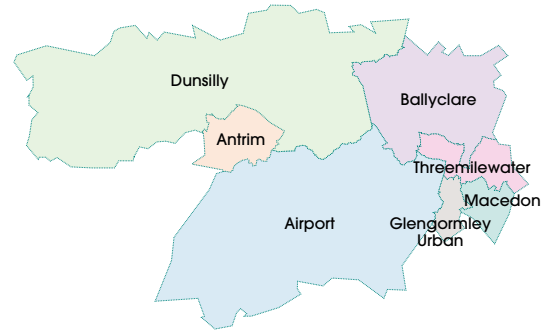 Dunsilly
Ballyclare
Antrim
Threemilewater
Macedon
Airport
Glengormley
Urban